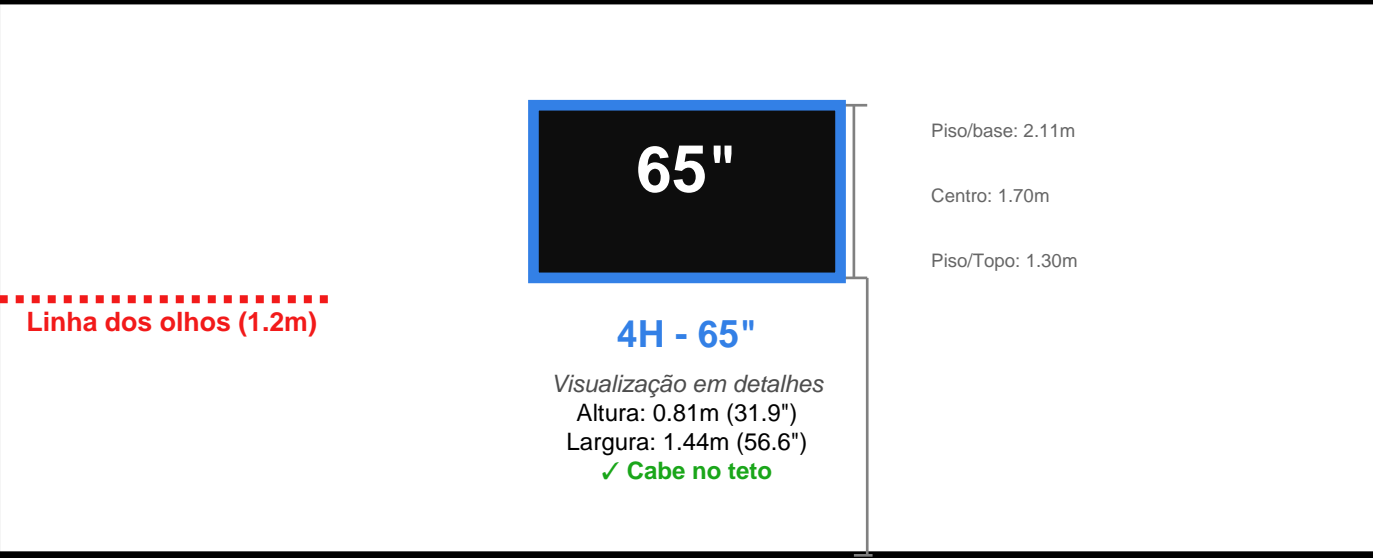 65"
Piso/base: 2.11m
Centro: 1.70m
Piso/Topo: 1.30m
Linha dos olhos (1.2m)
4H - 65"
Visualização em detalhes
Altura: 0.81m (31.9")
Largura: 1.44m (56.6")
✓ Cabe no teto